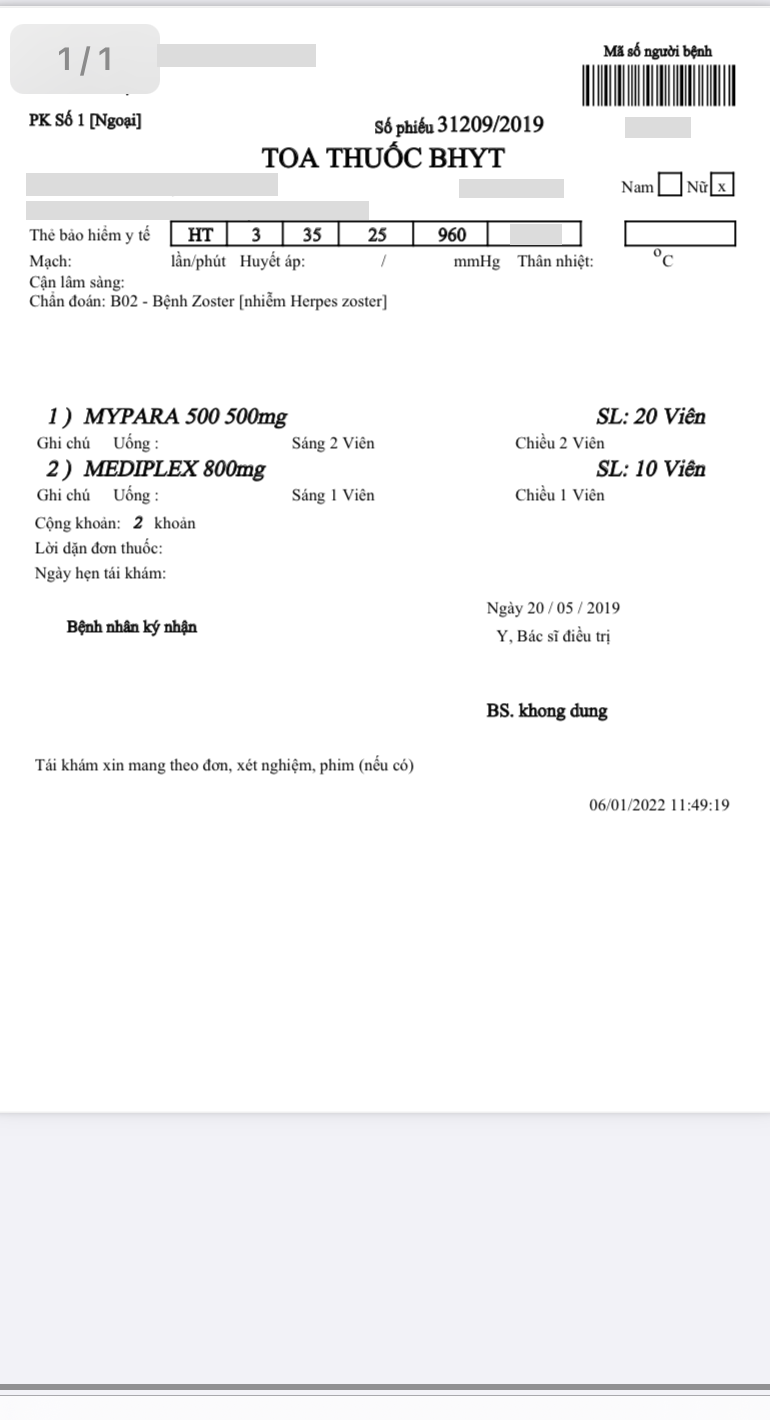 1/1
Mã số người bệnh
PK Số 1 [Ngoại]
Số phiếu 31209/2019
TOA THUỐC BHYT
Nam Nữ x
Thẻ bảo hiểm y tế HT 3 35 25 960
Mạch: lần/phút Huyết áp: / mmHg Thân nhiệt: °C
Cận lâm sàng:
Chẩn đoán: B02 - Bệnh Zoster [nhiễm Herpes zoster]
1 ) MYPARA 500 500mg SL: 20 Viên
Ghi chú Uống : Sáng 2 Viên Chiều 2 Viên
2 ) MEDIPLEX 800mg SL: 10 Viên
Ghi chú Uống : Sáng 1 Viên Chiều 1 Viên
Cộng khoản: 2 khoản
Lời dặn đơn thuốc:
Ngày hẹn tái khám:
Ngày 20 / 05 / 2019
Bệnh nhân ký nhận
Y, Bác sĩ điều trị
BS. khong dung
Tái khám xin mang theo đơn, xét nghiệm, phim (nếu có)
06/01/2022 11:49:19